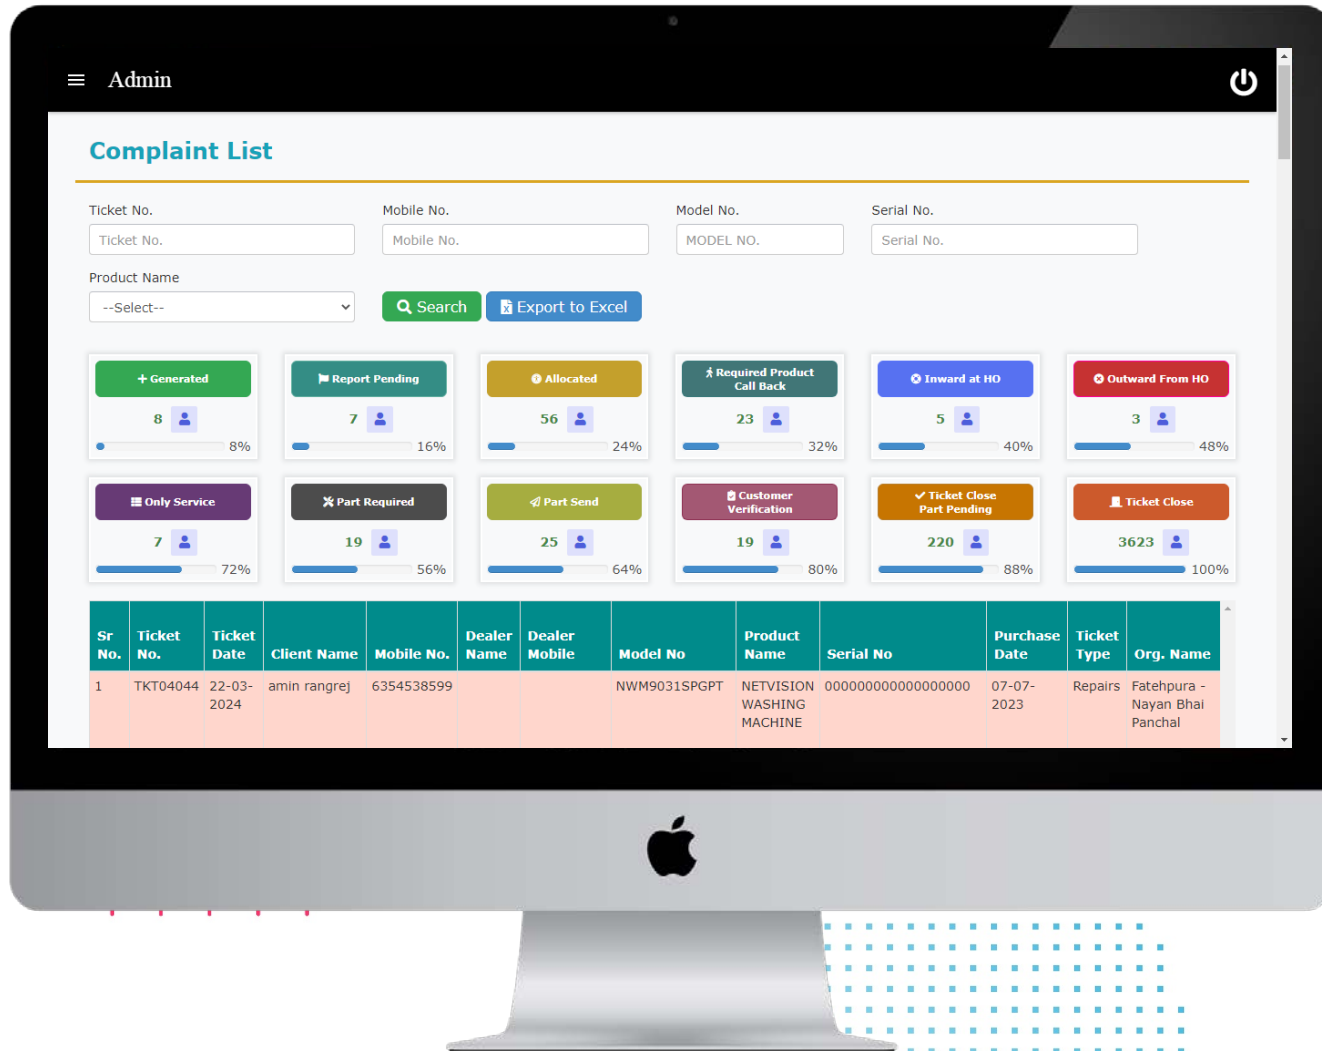 Admin
Complaint List
Ticket No. Mobile No. Model No. Serial No.
Ticket No. Mobile No. MODEL NO. Serial No.
Product Name
--Select-- Search Export to Excel
Generated
8
8%
Report Pending
7
16%
Allocated
56
24%
Required Product
Call Back
23
32%
Inward at HO
5
40%
Outward From HO
3
48%
Only Service
7
72%
Part Required
19
56%
Part Send
25
64%
Customer
Verification
19
80%
Ticket Close
Part Pending
220
88%
Ticket Close
3623
100%
Sr No. Ticket No. Ticket Date Client Name Mobile No. Dealer Name Dealer Mobile Model No Product Name Serial No Purchase Date Ticket Type Org. Name
1 TKT04044 22-03- amin rangrej 6354538599 NWM9031SPGPT NETVISION 000000000000000000 07-07- Repairs Fatehpura -
2024 WASHING 2023 Nayan Bhai
MACHINE Panchal